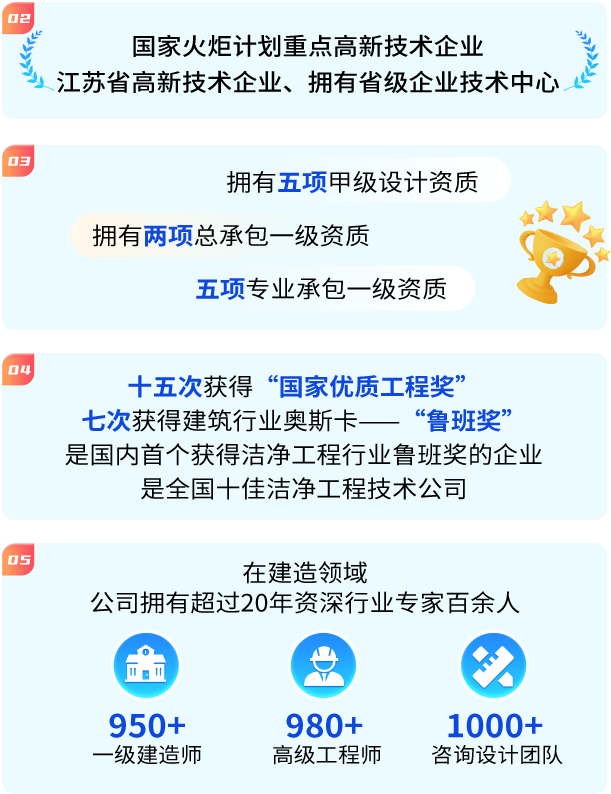 02
国家火炬计划重点高新技术企业
江苏省高新技术企业、拥有省级企业技术中心
03
拥有五项甲级设计资质
拥有两项总承包一级资质
五项专业承包一级资质
04
十五次获得“国家优质工程奖”
七次获得建筑行业奥斯卡——“鲁班奖”
是国内首个获得洁净工程行业鲁班奖的企业
是全国十佳洁净工程技术公司
05
在建造领域
公司拥有超过20年资深行业专家百余人
950+
一级建造师
980+
高级工程师
1000+
咨询设计团队